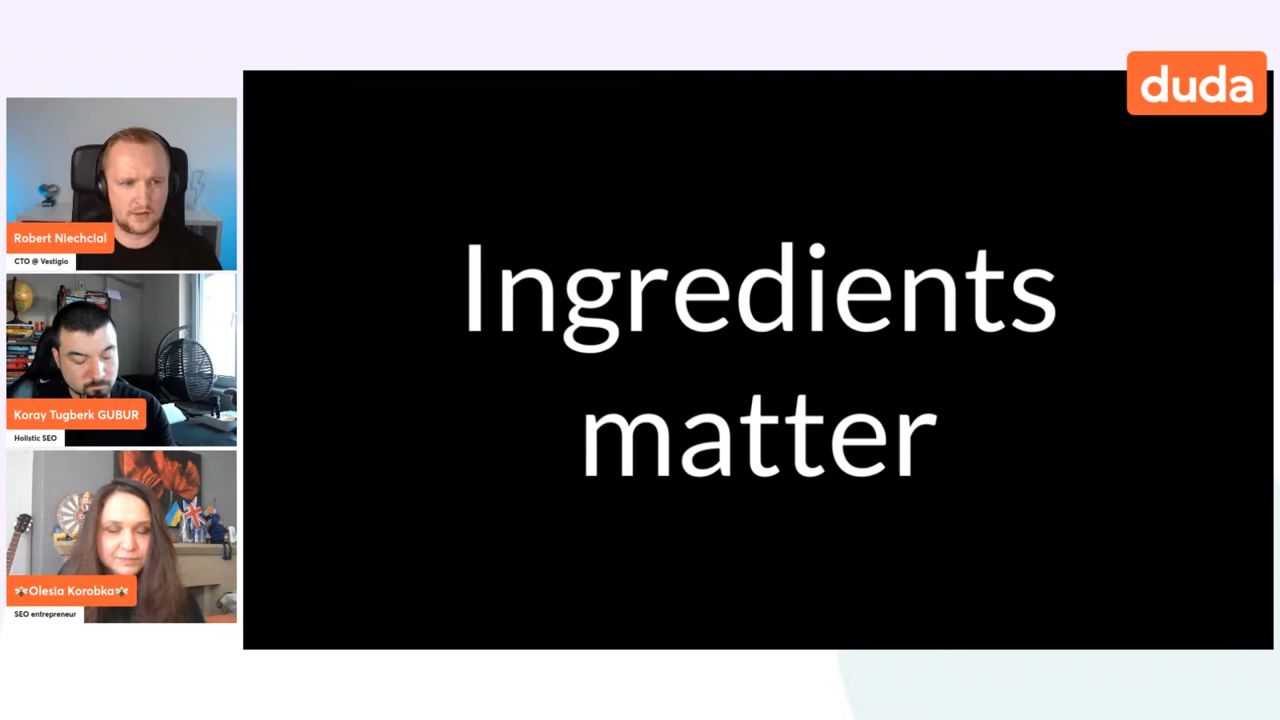 duda
Robert Niechcial
CTO @ Vestigio
Koray Tugberk GUBUR
Holistic SEO
🐝Olesia Korobka🐝
SEO entrepreneur
Ingredients
matter